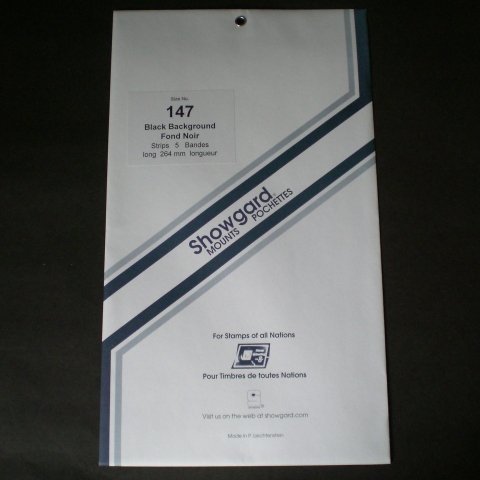 Size No.
147
Black Background
Fond Noir
Strips 5 Bandes
long 264 mm longueur
Showgard®
MOUNTS POCHETTES
For Stamps of all Nations
Pour Timbres de toutes Nations
Visit us on the web at showgard.com
Made in